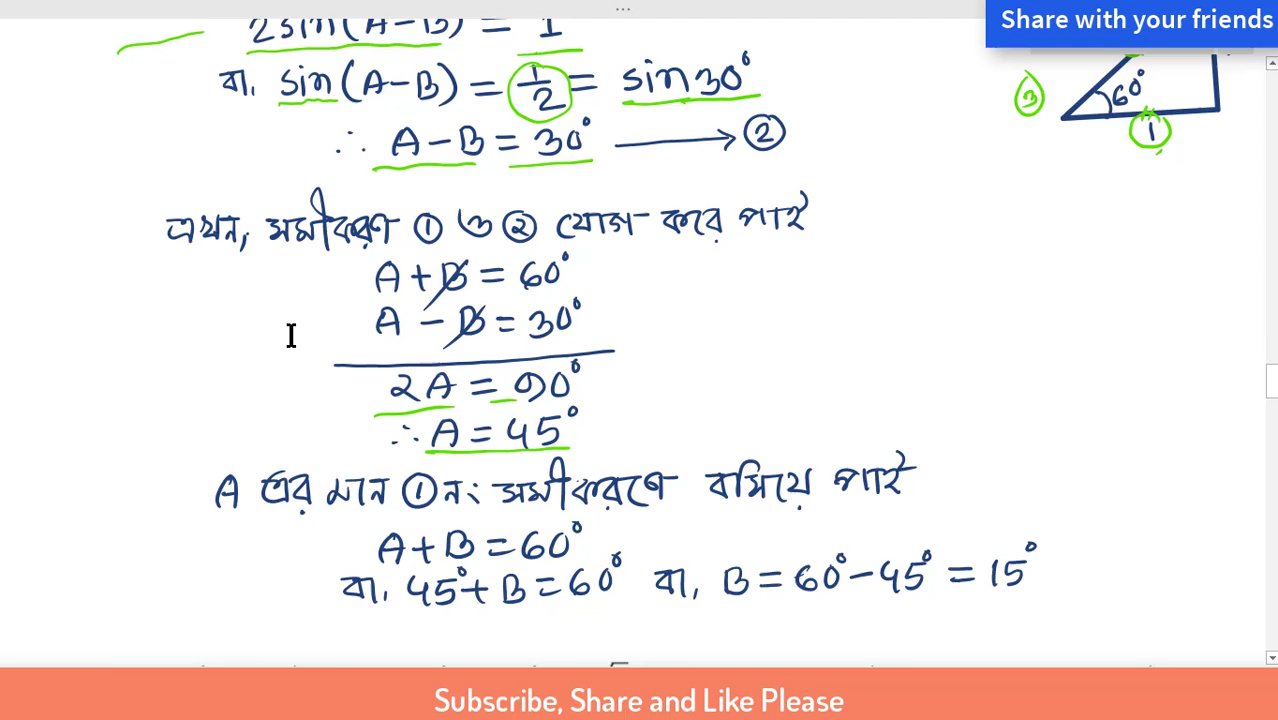 Share with your friends
2sin(A−B) = 1
বা, sin(A−B) = 1/2 = sin30°
∴ A−B = 30° ⟶ ②
③ 60°
①
এখন, সমীকরণ ① ও ② যোগ করে পাই
A + B = 60°
A − B = 30°
2A = 90°
∴ A = 45°
A এর মান ① নং সমীকরণে বসিয়ে পাই
A+B = 60°
বা, 45°+B = 60° বা, B = 60°−45° = 15°
Subscribe, Share and Like Please